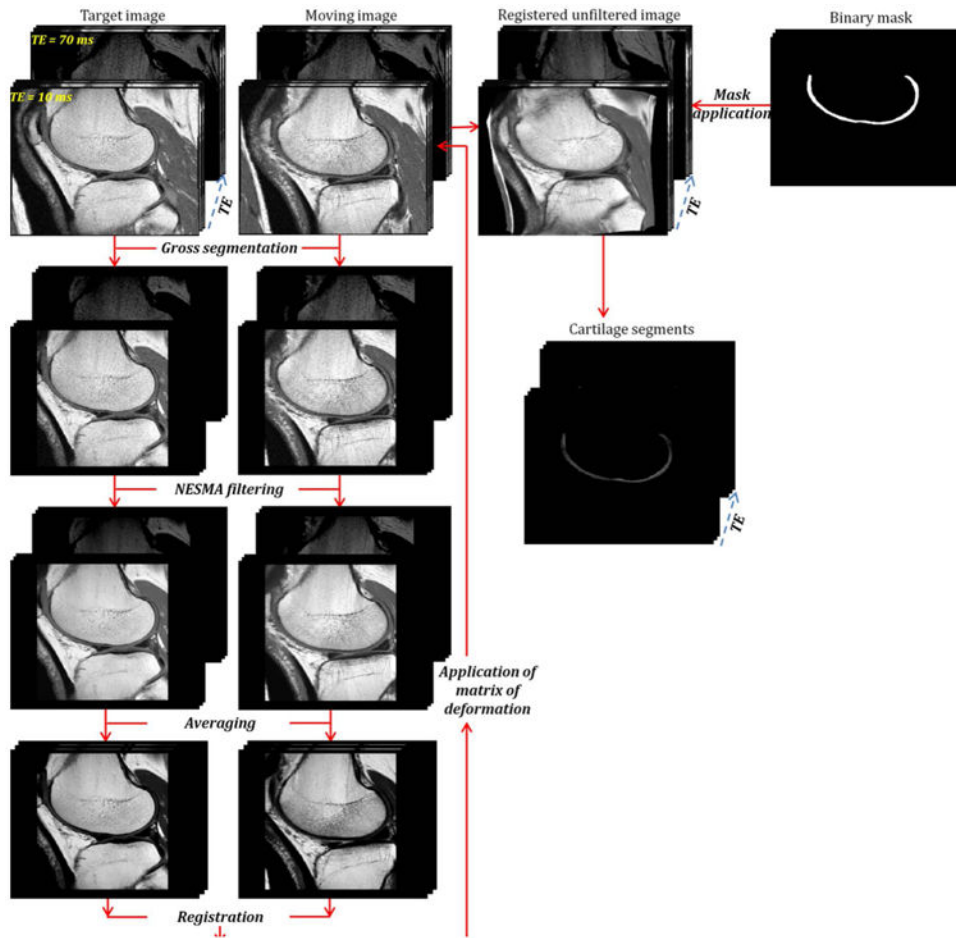 Target image
Moving image
Registered unfiltered image
Binary mask
TE = 70 ms
TE = 10 ms
Mask
application
TE
TE
Gross segmentation
Cartilage segments
NESMA filtering
TE
Application of
matrix of
deformation
Averaging
Registration